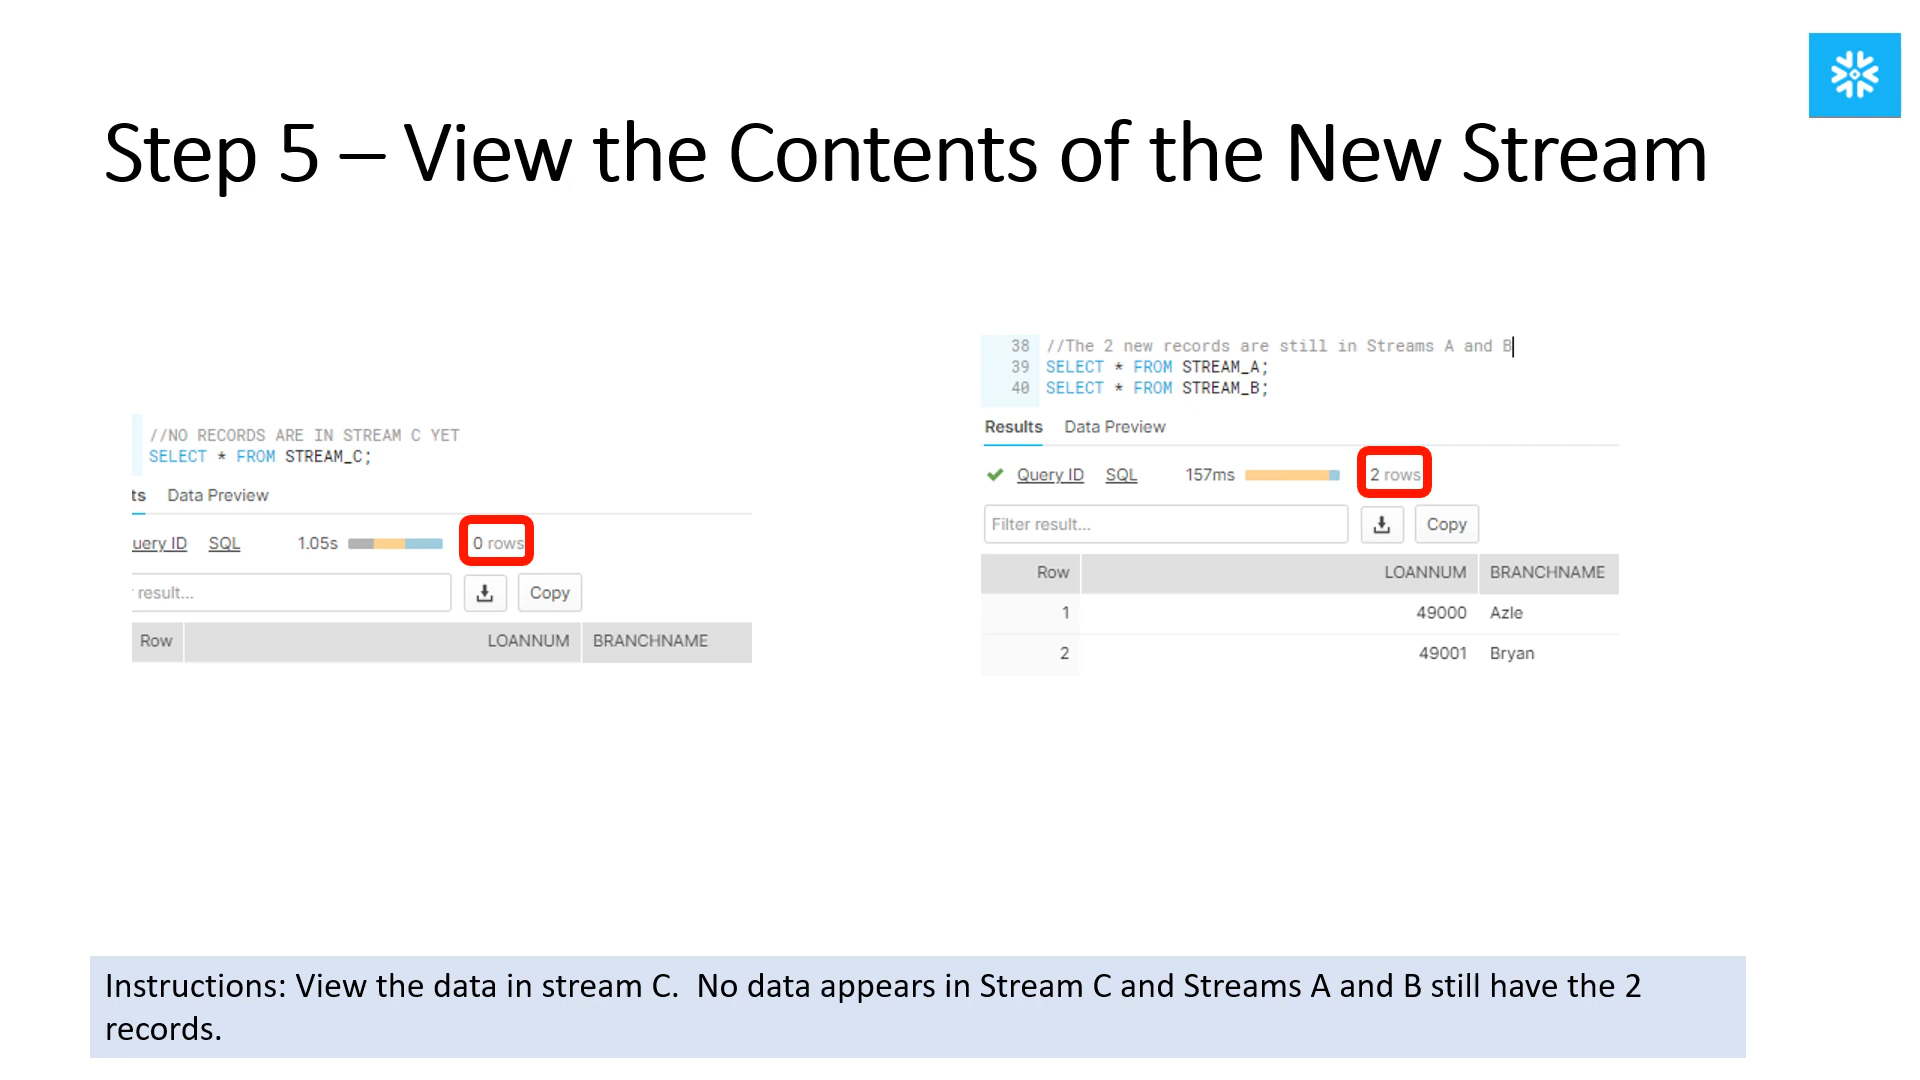 Step 5 – View the Contents of the New Stream
//NO RECORDS ARE IN STREAM C YET
SELECT * FROM STREAM_C;
ts Data Preview
uery ID SQL 1.05s 0 rows
result... Copy
Row LOANNUM BRANCHNAME
38 //The 2 new records are still in Streams A and B
39 SELECT * FROM STREAM_A;
40 SELECT * FROM STREAM_B;
Results Data Preview
Query ID SQL 157ms 2 rows
Filter result... Copy
Row LOANNUM BRANCHNAME
1 49000 Azle
2 49001 Bryan
Instructions: View the data in stream C.  No data appears in Stream C and Streams A and B still have the 2
records.